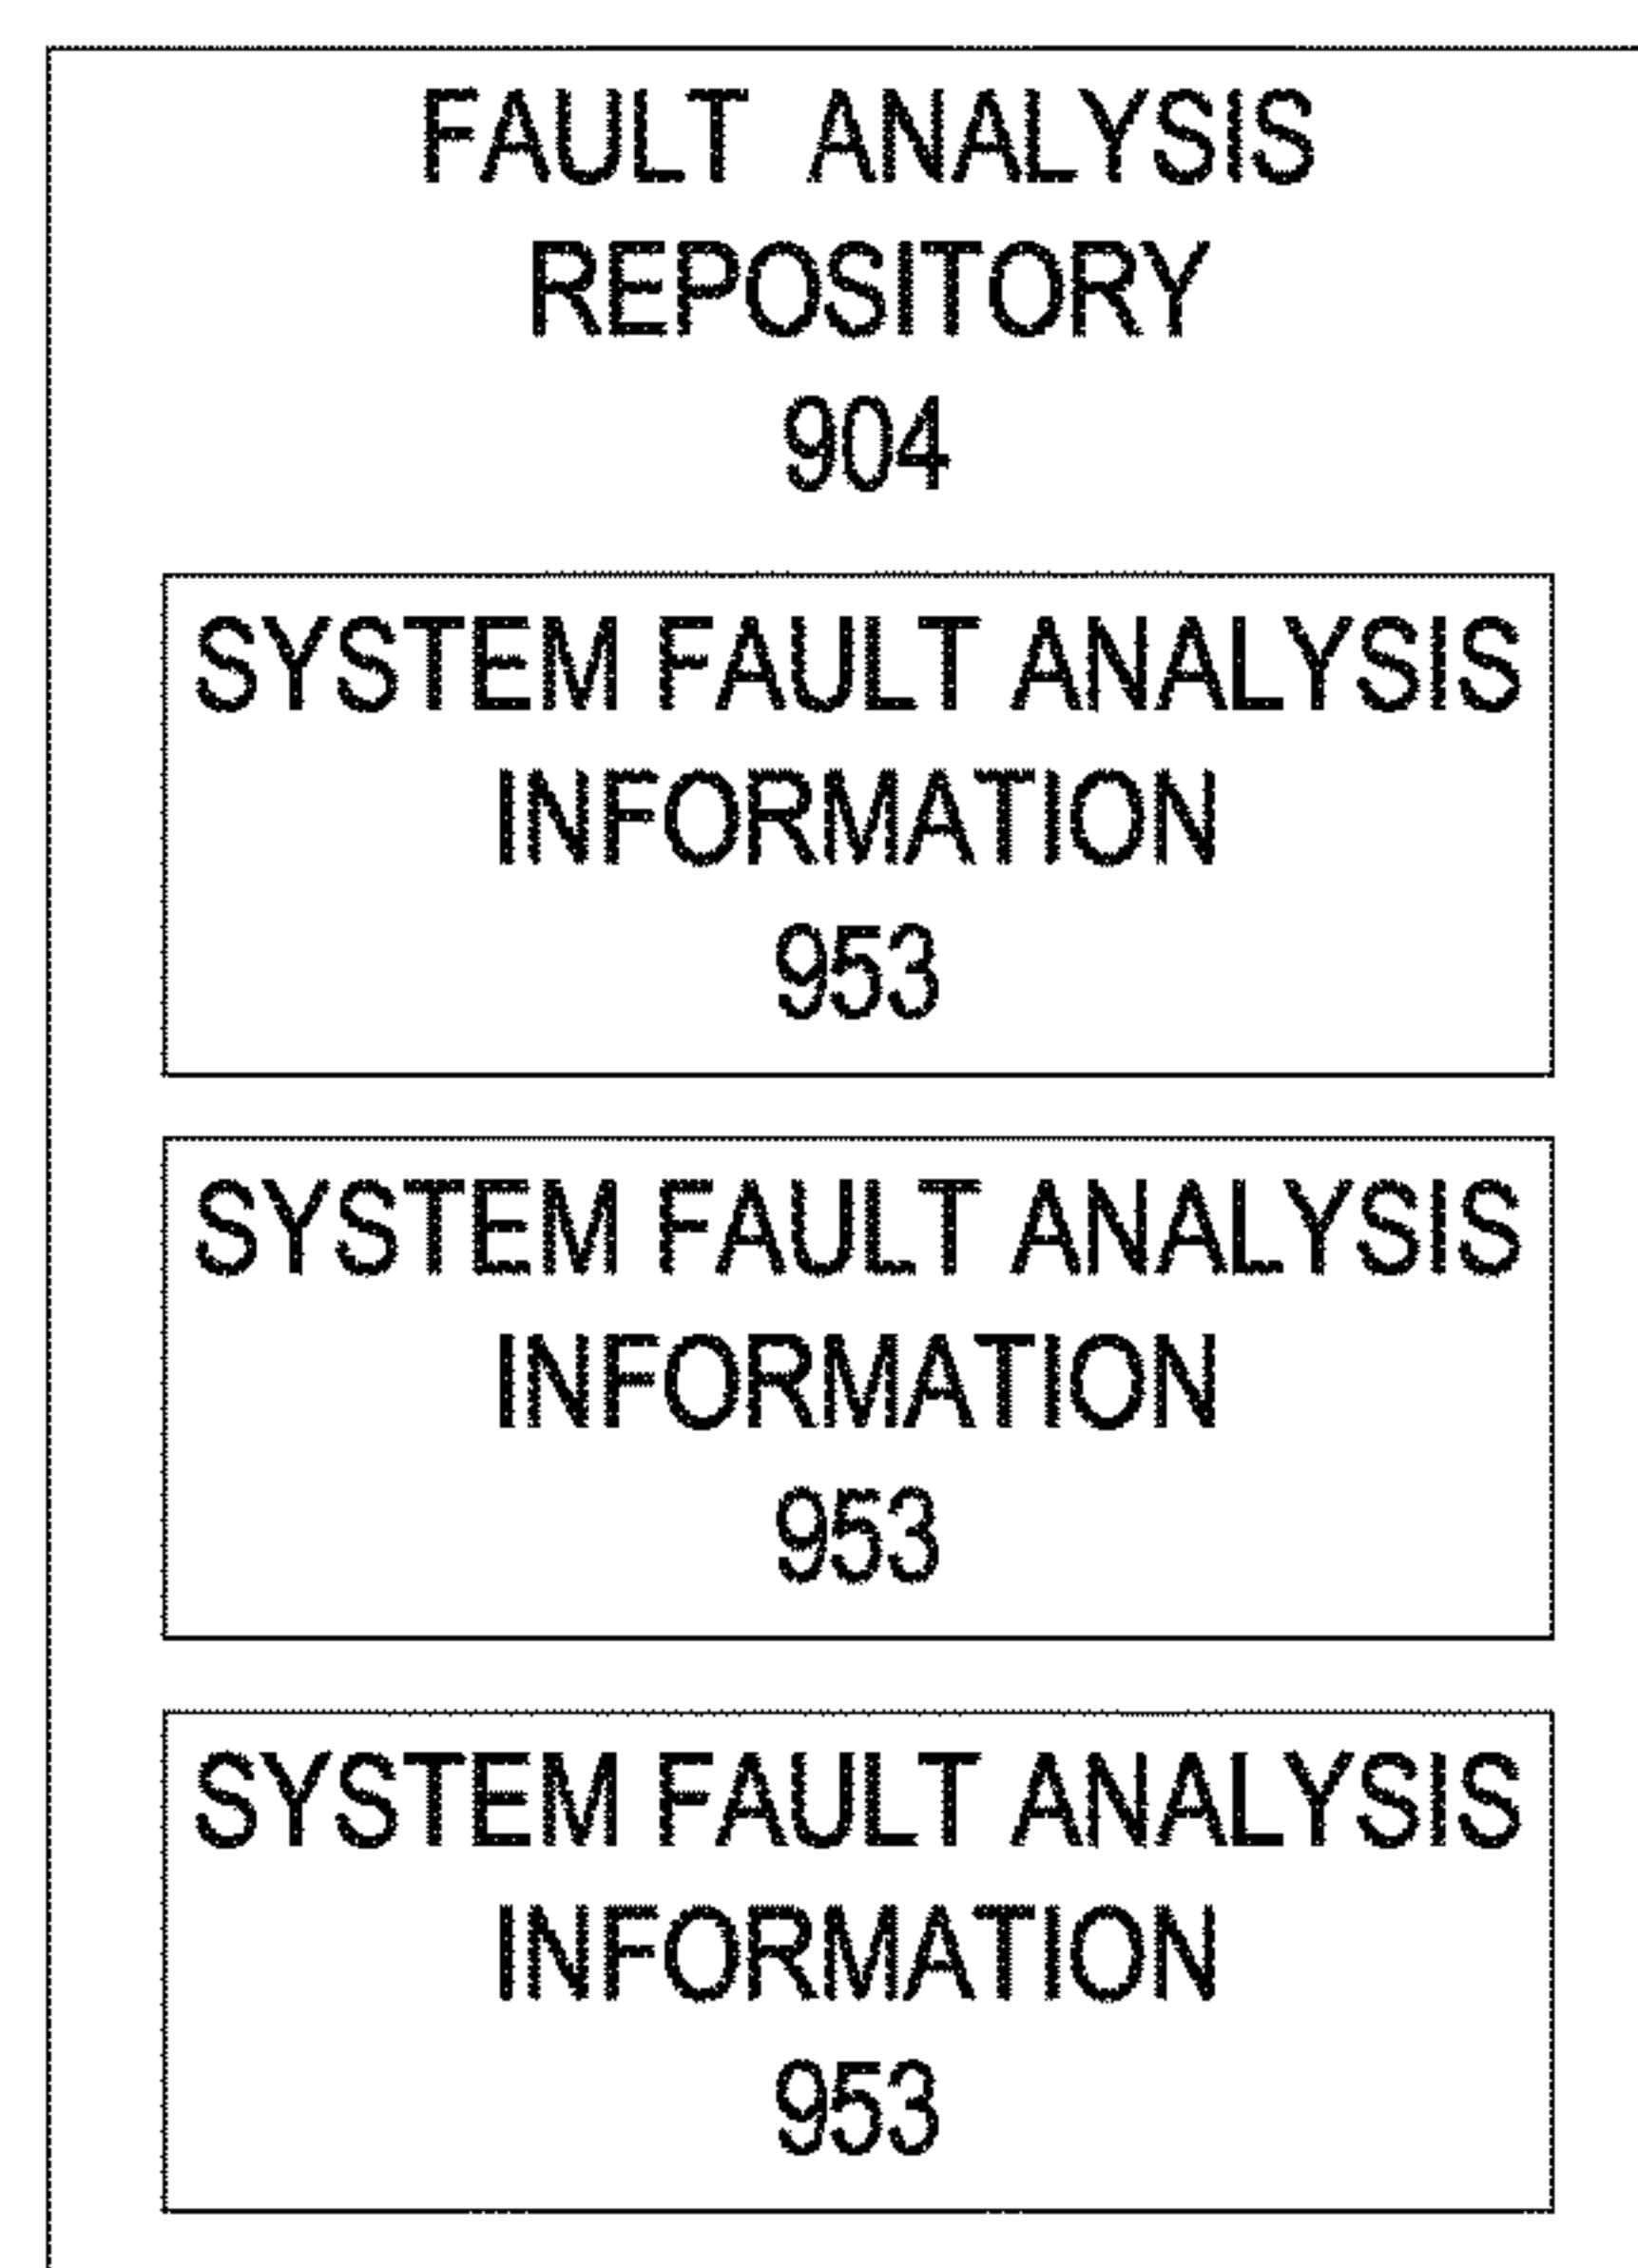 FAULT ANALYSIS
REPOSITORY
904
SYSTEM FAULT ANALYSIS
INFORMATION
953
SYSTEM FAULT ANALYSIS
INFORMATION
953
SYSTEM FAULT ANALYSIS
INFORMATION
953